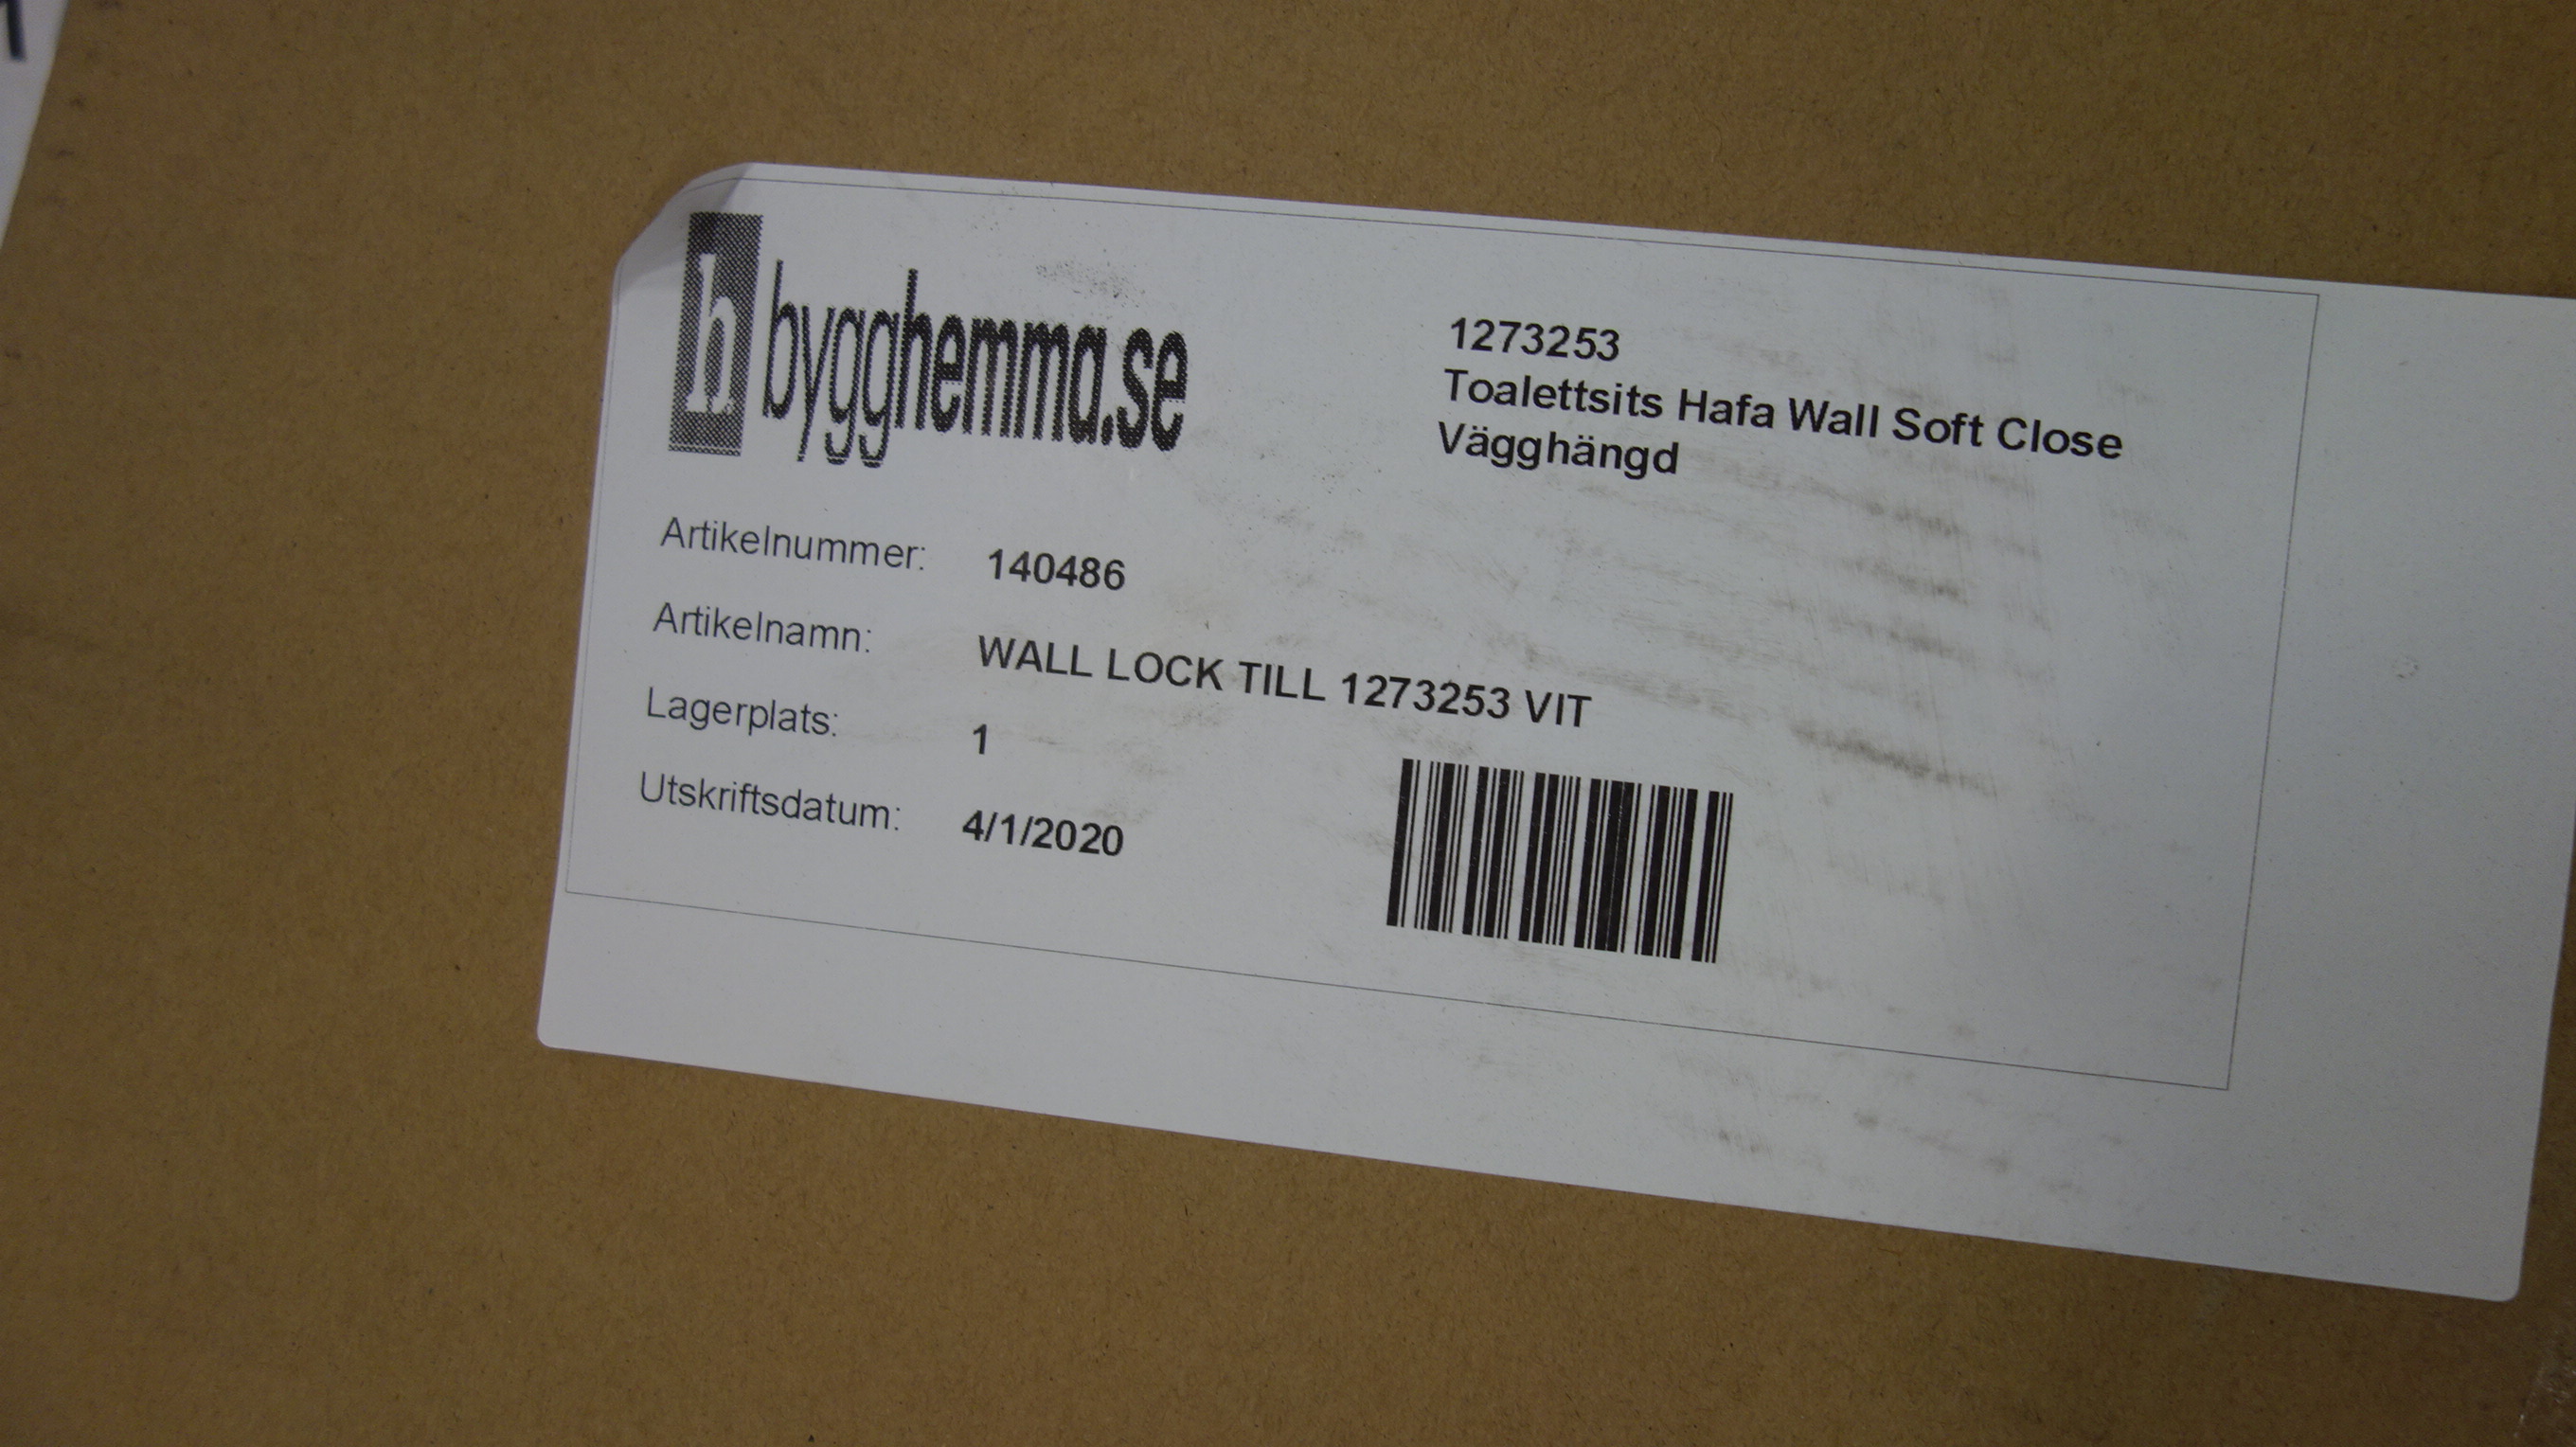 h bygghemma.se
1273253
Toalettsits Hafa Wall Soft Close
Vägghängd
Artikelnummer: 140486
Artikelnamn: WALL LOCK TILL 1273253 VIT
Lagerplats: 1
Utskriftsdatum: 4/1/2020